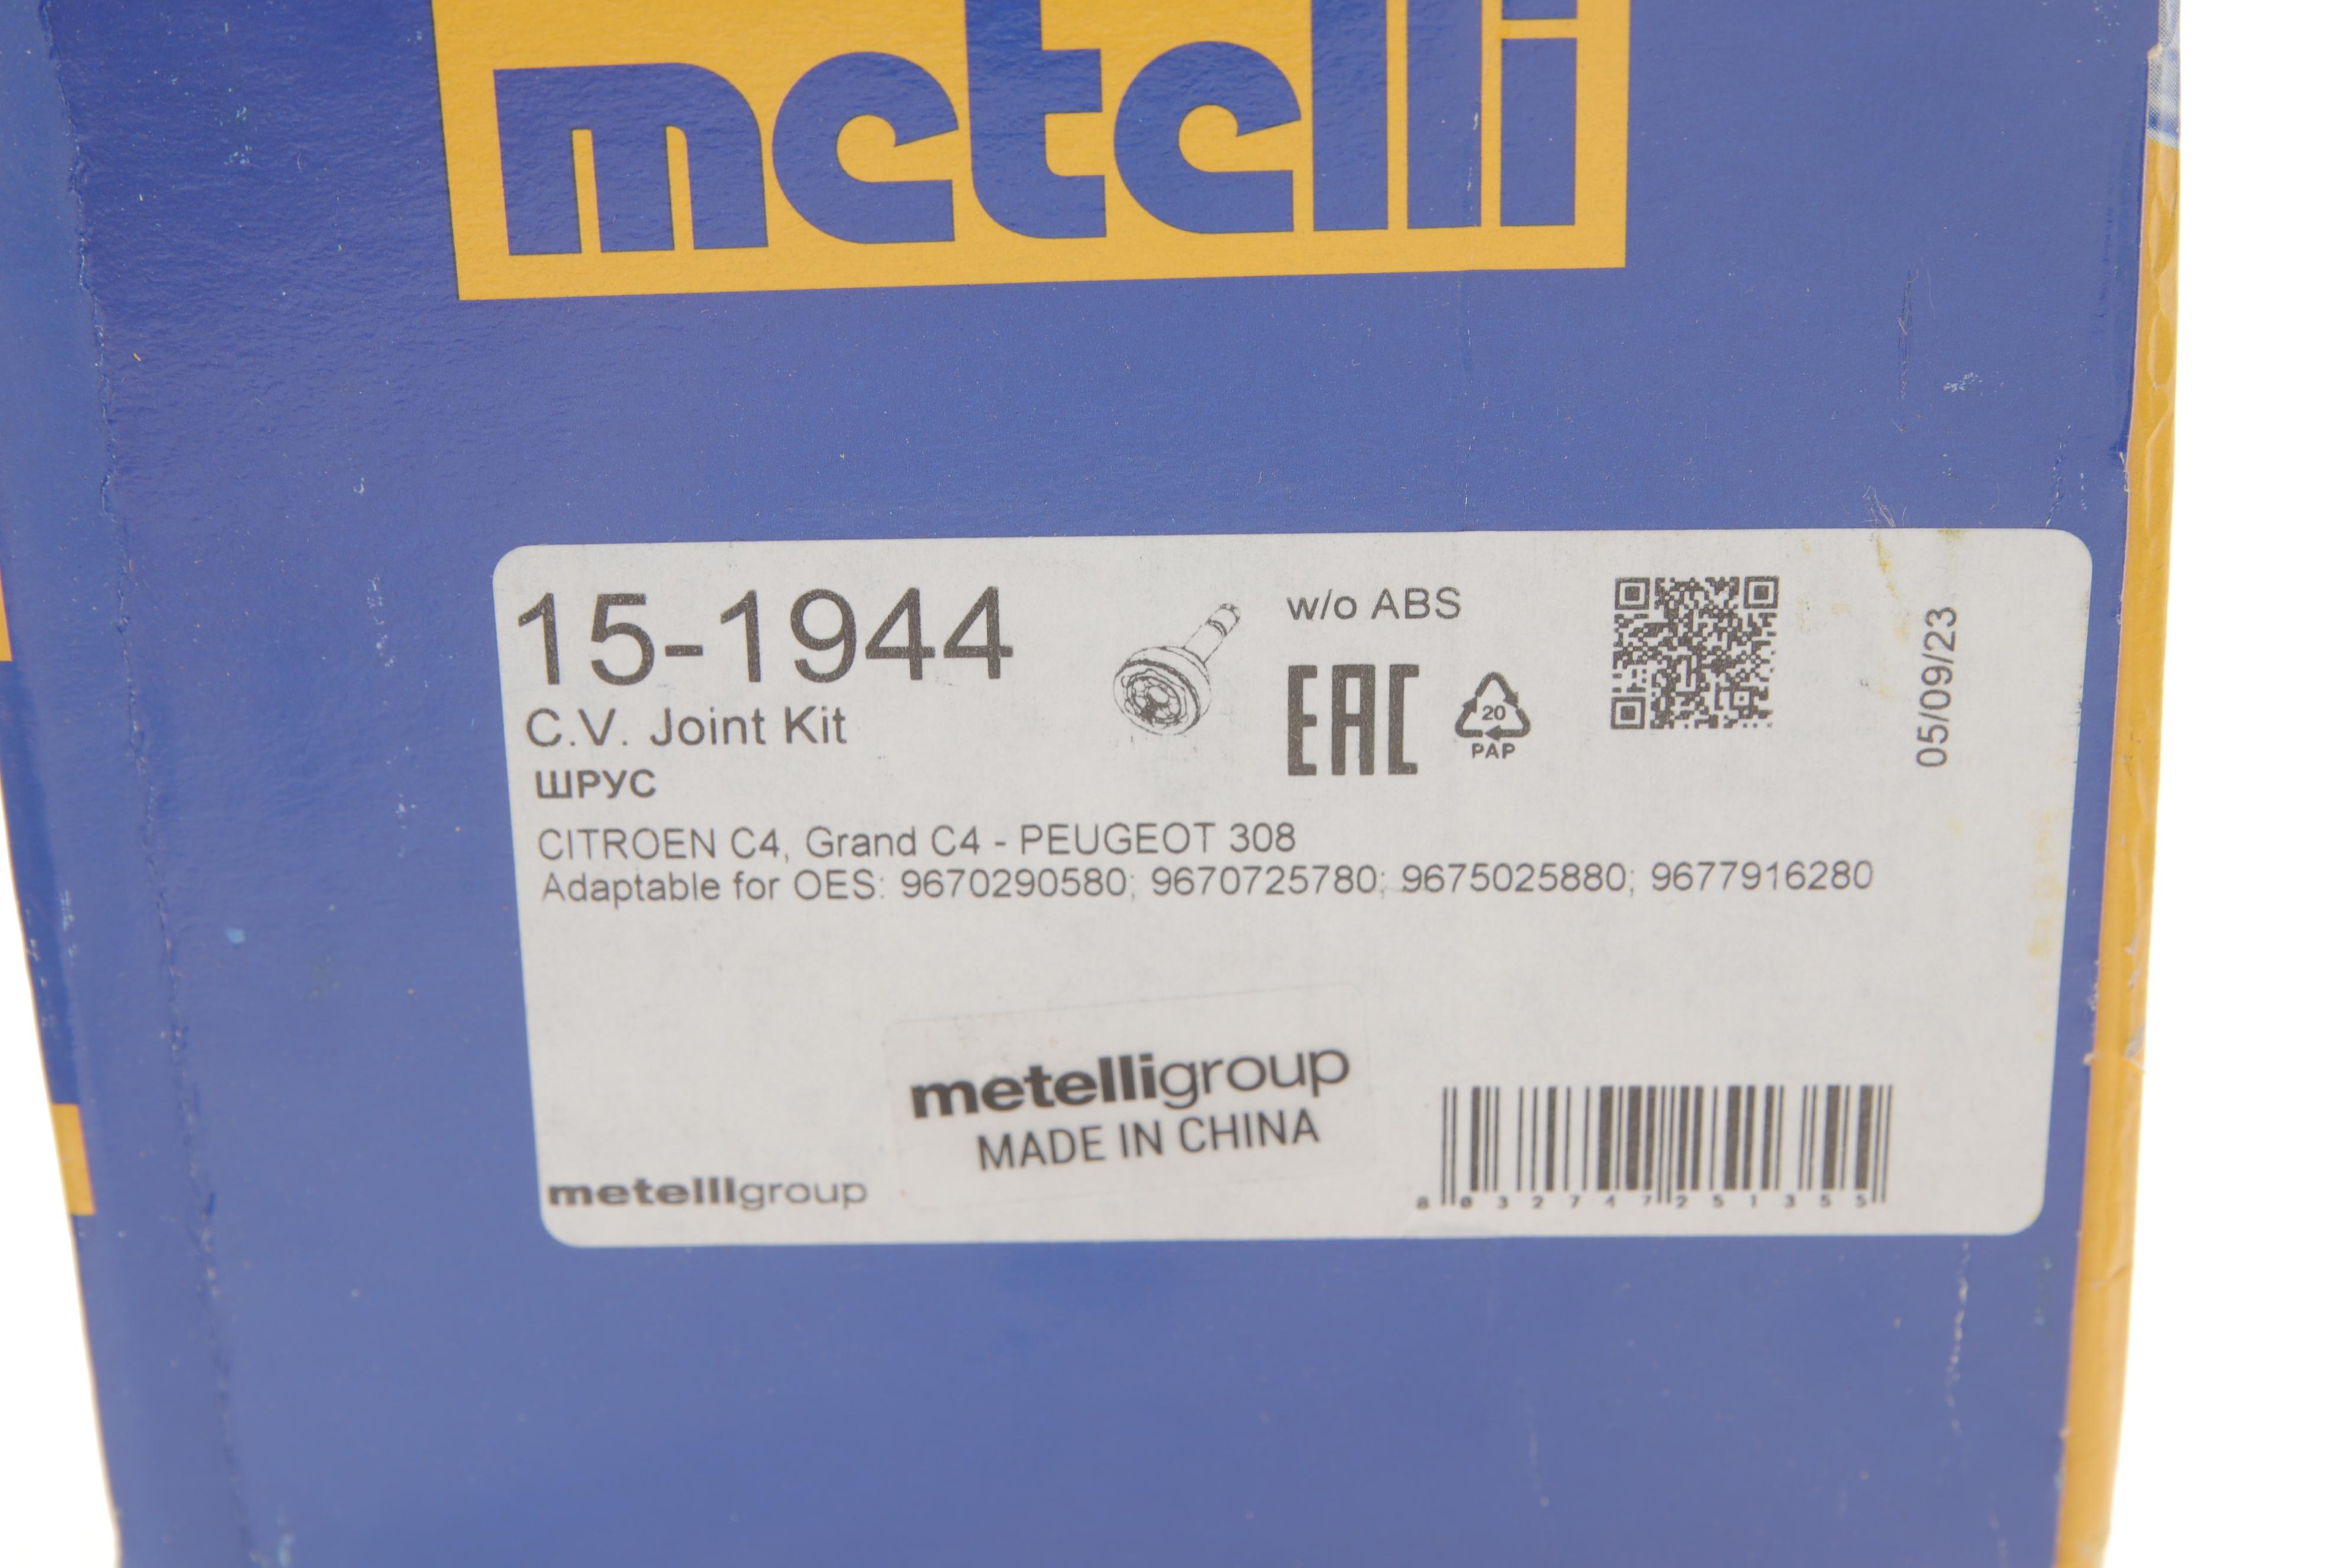 metelli
15-1944
w/o ABS
C.V. Joint Kit
ШРУС
EAC
20
PAP
05/09/23
CITROEN C4, Grand C4 - PEUGEOT 308
Adaptable for OES: 9670290580; 9670725780; 9675025880; 9677916280
metelligroup
MADE IN CHINA
metelligroup
8032747251355